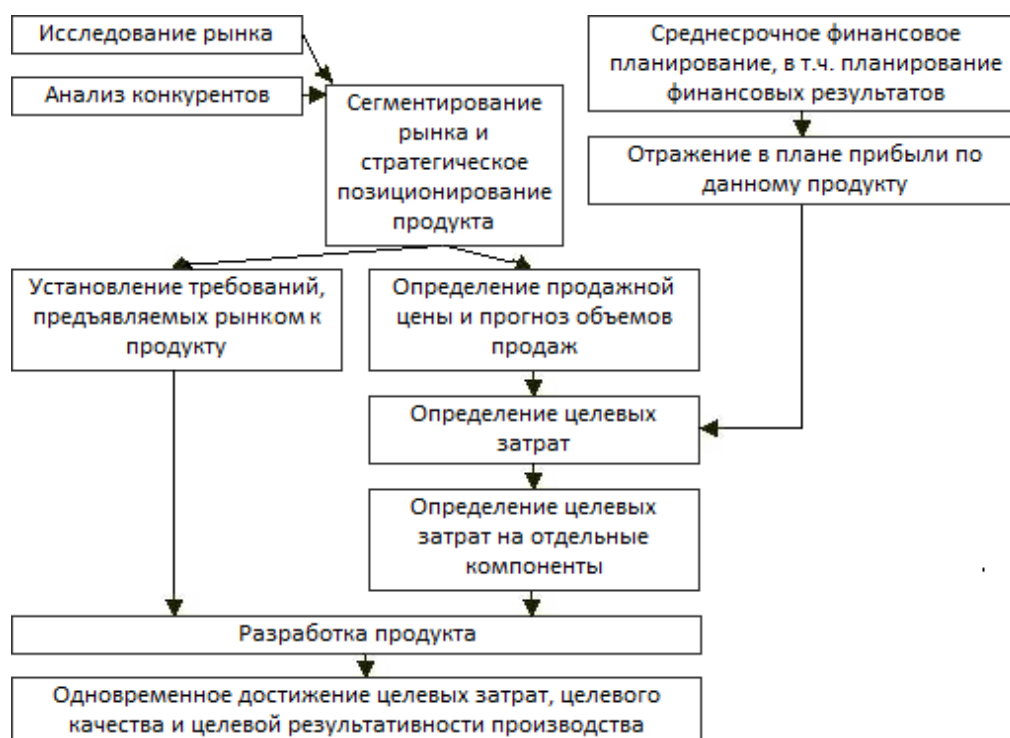 Исследование рынка
Анализ конкурентов
Сегментирование
рынка и
стратегическое
позиционирование
продукта
Среднесрочное финансовое
планирование, в т.ч. планирование
финансовых результатов
Отражение в плане прибыли по
данному продукту
Установление требований,
предъявляемых рынком к
продукту
Определение продажной
цены и прогноз объемов
продаж
Определение целевых
затрат
Определение целевых
затрат на отдельные
компоненты
Разработка продукта
Одновременное достижение целевых затрат, целевого
качества и целевой результативности производства